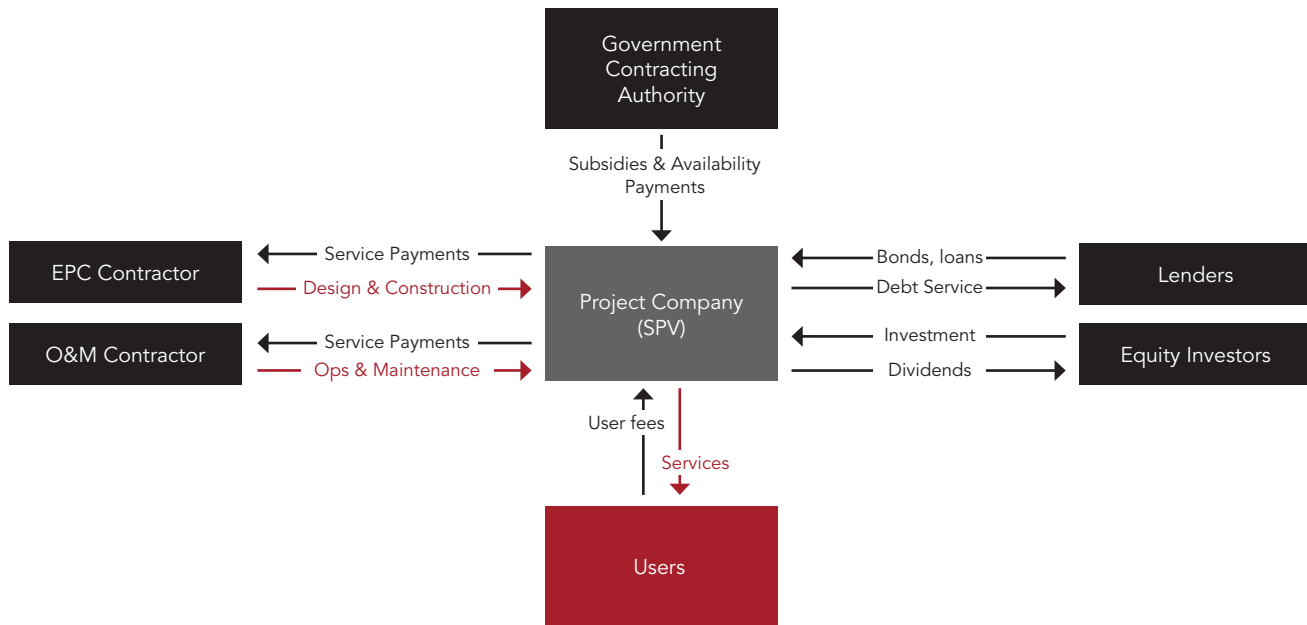 Government
Contracting
Authority
Subsidies & Availability
Payments
EPC Contractor
Service Payments
Design & Construction
O&M Contractor
Service Payments
Ops & Maintenance
Project Company
(SPV)
Bonds, loans
Debt Service
Lenders
Investment
Dividends
Equity Investors
User fees
Services
Users